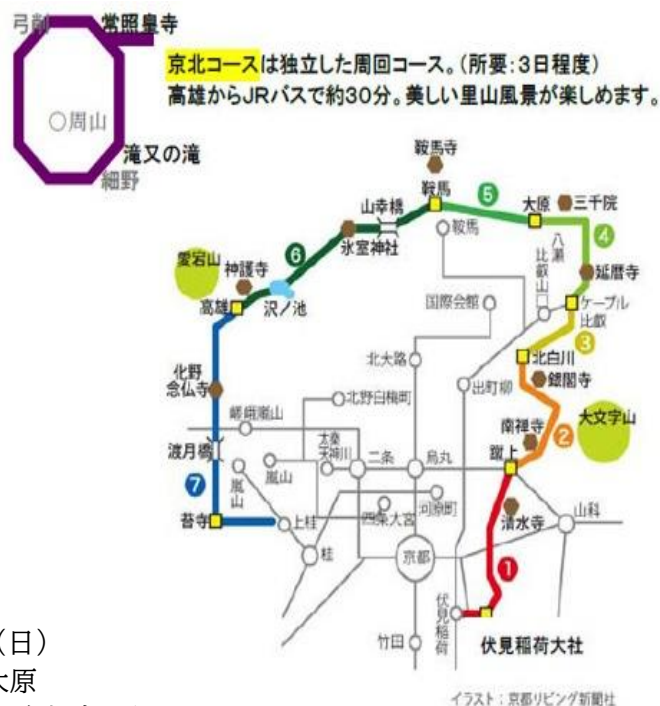 弓削
常照皇寺
京北コースは独立した周回コース。(所要:3日程度)
高雄からJRバスで約30分。美しい里山風景が楽しめます。
周山
滝又の滝
細野
鞍馬寺
鞍馬
5
大原
三千院
山幸橋
鞍馬
4
6
氷室神社
八瀬
比叡山口
延暦寺
愛宕山
神護寺
国際会館
高雄
沢ノ池
ケーブル
比叡
3
北大路
北白川
化野
念仏寺
出町柳
銀閣寺
北野白梅町
大文字山
嵯峨嵐山
2
南禅寺
太秦
天神川
渡月橋
二条
烏丸
蹴上
嵐山
嵐山
7
四条大宮
河原町
清水寺
山科
苔寺
上桂
桂
京都
1
伏見稲荷
竹田
伏見稲荷大社
(日)
大原
イラスト:京都リビング新聞社